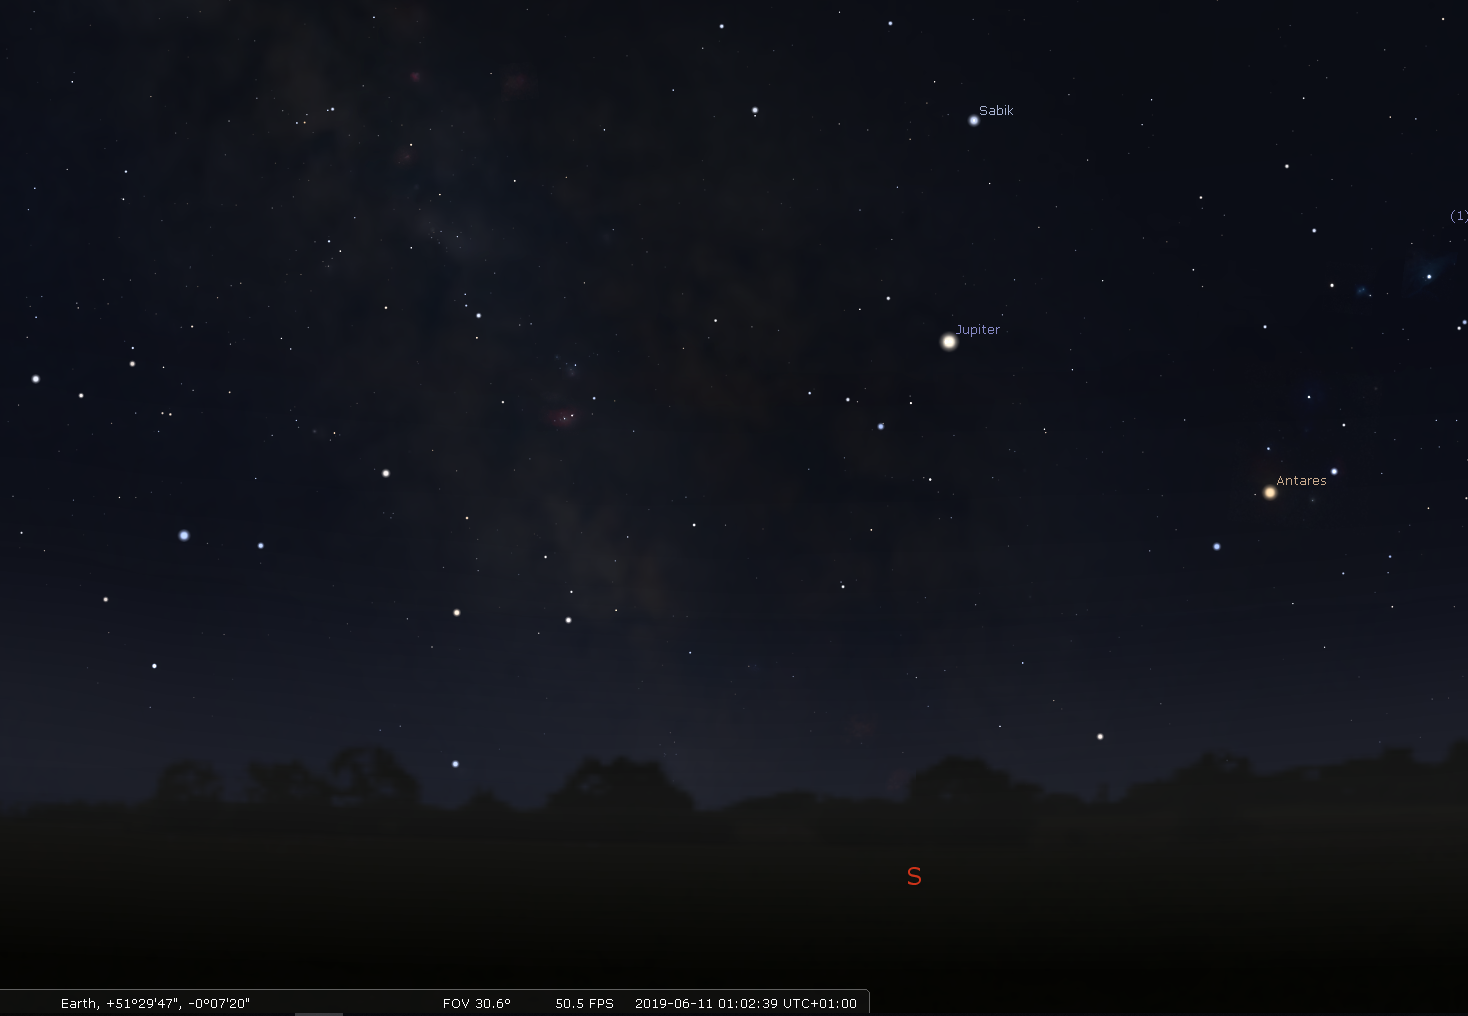 Sabik
(1)
Jupiter
Antares
S
Earth, +51°29'47", -0°07'20" FOV 30.6° 50.5 FPS 2019-06-11 01:02:39 UTC+01:00